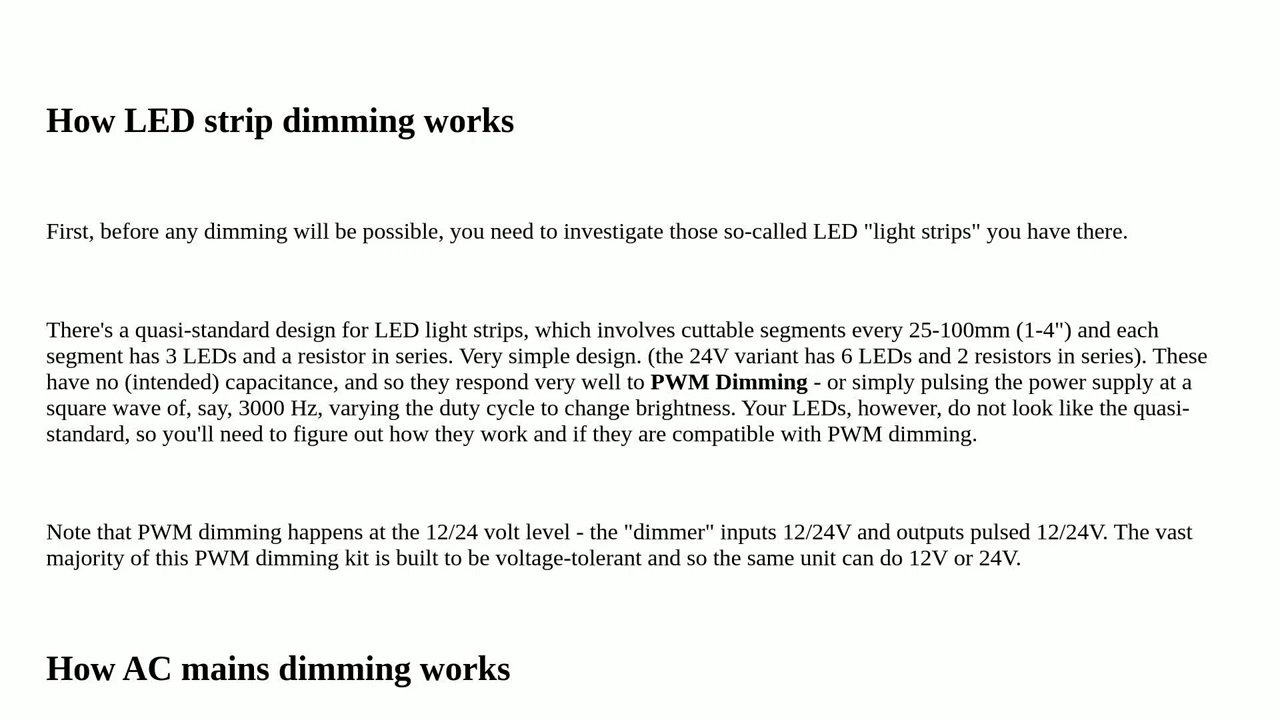 How LED strip dimming works
First, before any dimming will be possible, you need to investigate those so-called LED "light strips" you have there.
There's a quasi-standard design for LED light strips, which involves cuttable segments every 25-100mm (1-4") and each
segment has 3 LEDs and a resistor in series. Very simple design. (the 24V variant has 6 LEDs and 2 resistors in series). These
have no (intended) capacitance, and so they respond very well to PWM Dimming - or simply pulsing the power supply at a
square wave of, say, 3000 Hz, varying the duty cycle to change brightness. Your LEDs, however, do not look like the quasi-
standard, so you'll need to figure out how they work and if they are compatible with PWM dimming.
Note that PWM dimming happens at the 12/24 volt level - the "dimmer" inputs 12/24V and outputs pulsed 12/24V. The vast
majority of this PWM dimming kit is built to be voltage-tolerant and so the same unit can do 12V or 24V.
How AC mains dimming works